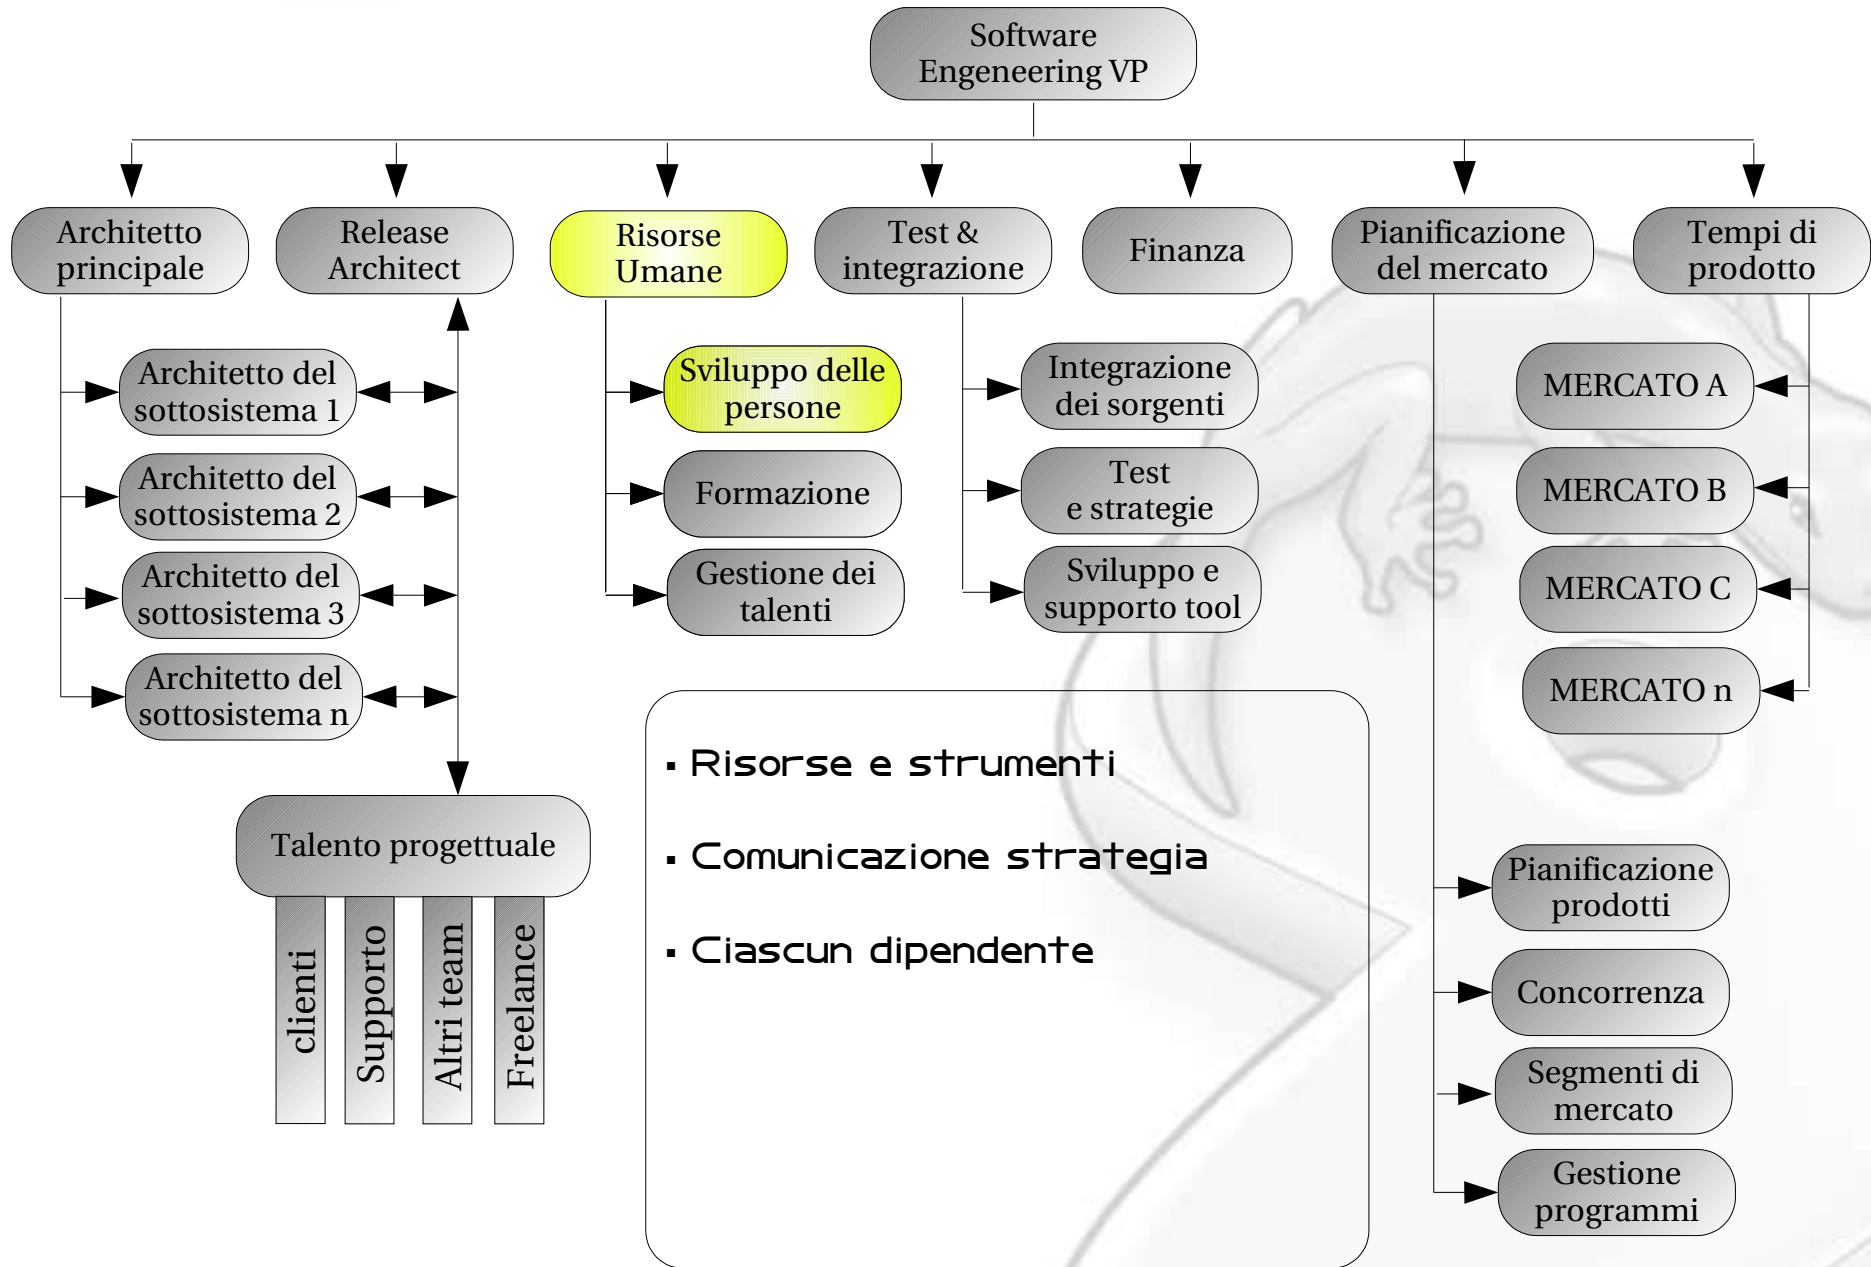 Software
Engeneering VP
Architetto
principale
Release
Architect
Risorse
Umane
Test &
integrazione
Finanza
Pianificazione
del mercato
Tempi di
prodotto
Architetto del
sottosistema 1
Architetto del
sottosistema 2
Architetto del
sottosistema 3
Architetto del
sottosistema n
Sviluppo delle
persone
Formazione
Gestione dei
talenti
Integrazione
dei sorgenti
Test
e strategie
Sviluppo e
supporto tool
MERCATO A
MERCATO B
MERCATO C
MERCATO n
Talento progettuale
clienti
Supporto
Altri team
Freelance
▪ Risorse e strumenti
▪ Comunicazione strategia
▪ Ciascun dipendente
Pianificazione
prodotti
Concorrenza
Segmenti di
mercato
Gestione
programmi